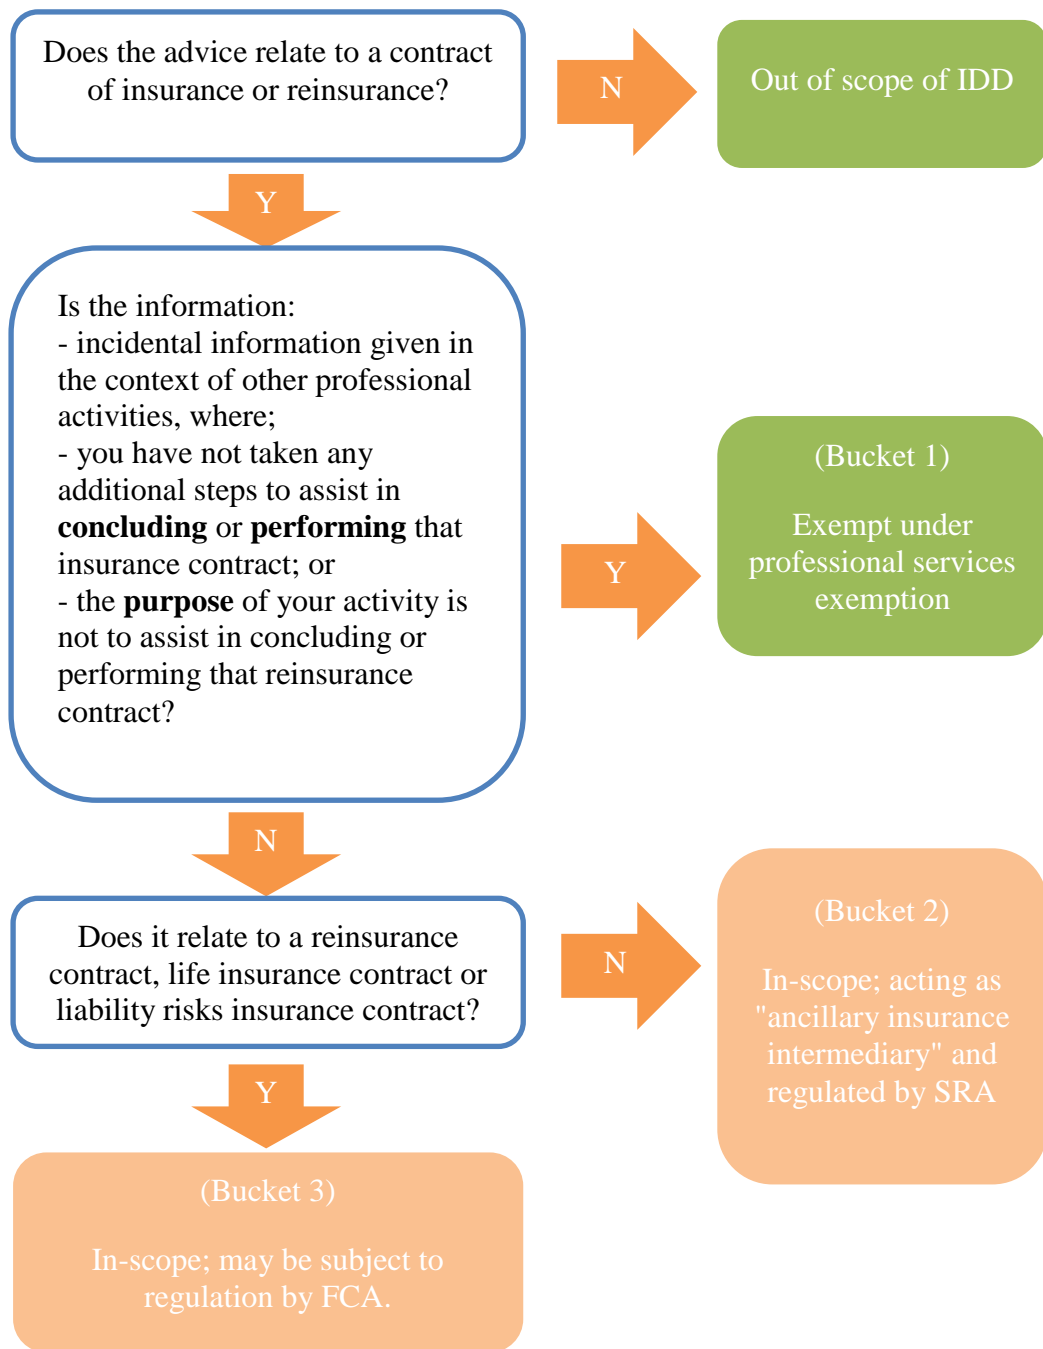 Does the advice relate to a contract
of insurance or reinsurance?
N
Out of scope of IDD
Y
Is the information:
- incidental information given in
the context of other professional
activities, where;
- you have not taken any
additional steps to assist in
concluding or performing that
insurance contract; or
- the purpose of your activity is
not to assist in concluding or
performing that reinsurance
contract?
Y
(Bucket 1)
Exempt under
professional services
exemption
N
Does it relate to a reinsurance
contract, life insurance contract or
liability risks insurance contract?
N
(Bucket 2)
In-scope; acting as
"ancillary insurance
intermediary" and
regulated by SRA
Y
(Bucket 3)
In-scope; may be subject to
regulation by FCA.